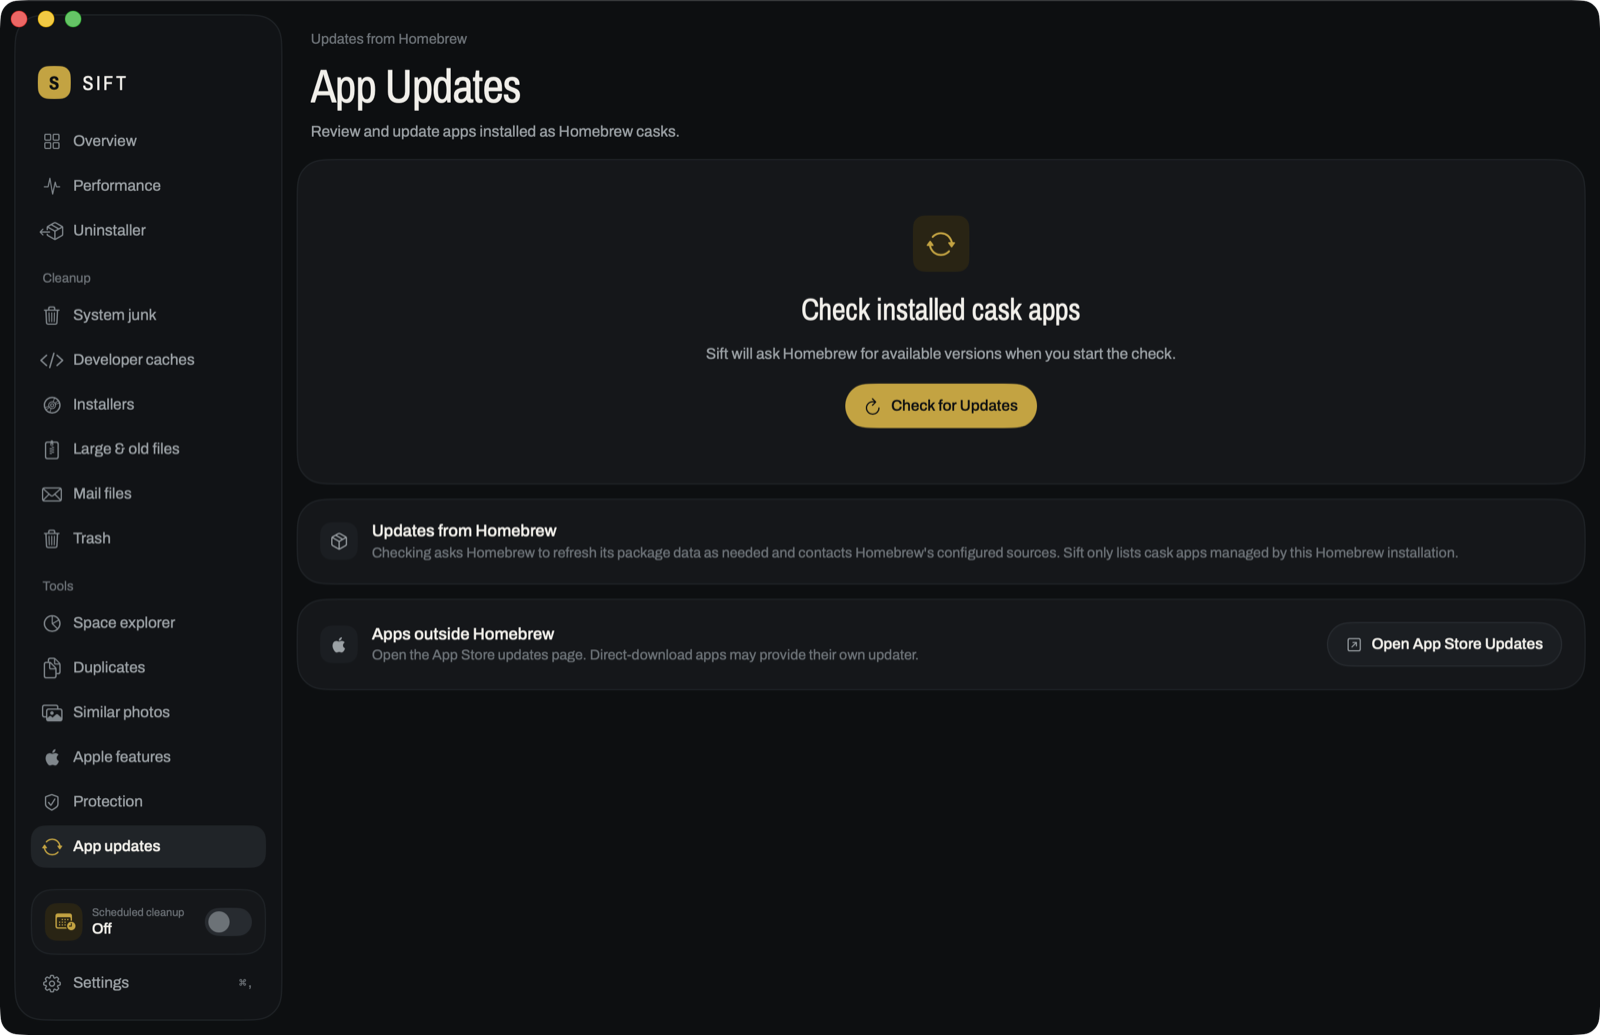 S SIFT
Overview
Performance
Uninstaller
Cleanup
System junk
Developer caches
Installers
Large & old files
Mail files
Trash
Tools
Space explorer
Duplicates
Similar photos
Apple features
Protection
App updates
Scheduled cleanup
Off
Settings ⌘,
Updates from Homebrew
App Updates
Review and update apps installed as Homebrew casks.
Check installed cask apps
Sift will ask Homebrew for available versions when you start the check.
Check for Updates
Updates from Homebrew
Checking asks Homebrew to refresh its package data as needed and contacts Homebrew's configured sources. Sift only lists cask apps managed by this Homebrew installation.
Apps outside Homebrew
Open the App Store updates page. Direct-download apps may provide their own updater.
Open App Store Updates